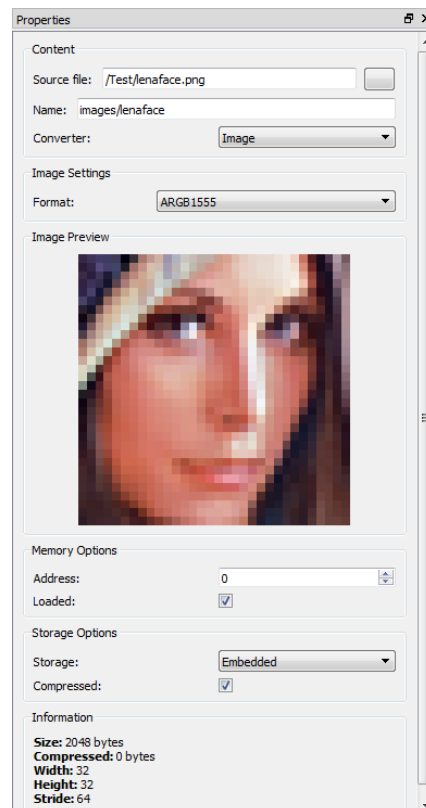 Properties
Content
Source file: /Test/lenaface.png
Name: images/lenaface
Converter: Image
Image Settings
Format: ARGB1555
Image Preview
Memory Options
Address: 0
Loaded:
Storage Options
Storage: Embedded
Compressed:
Information
Size: 2048 bytes
Compressed: 0 bytes
Width: 32
Height: 32
Stride: 64